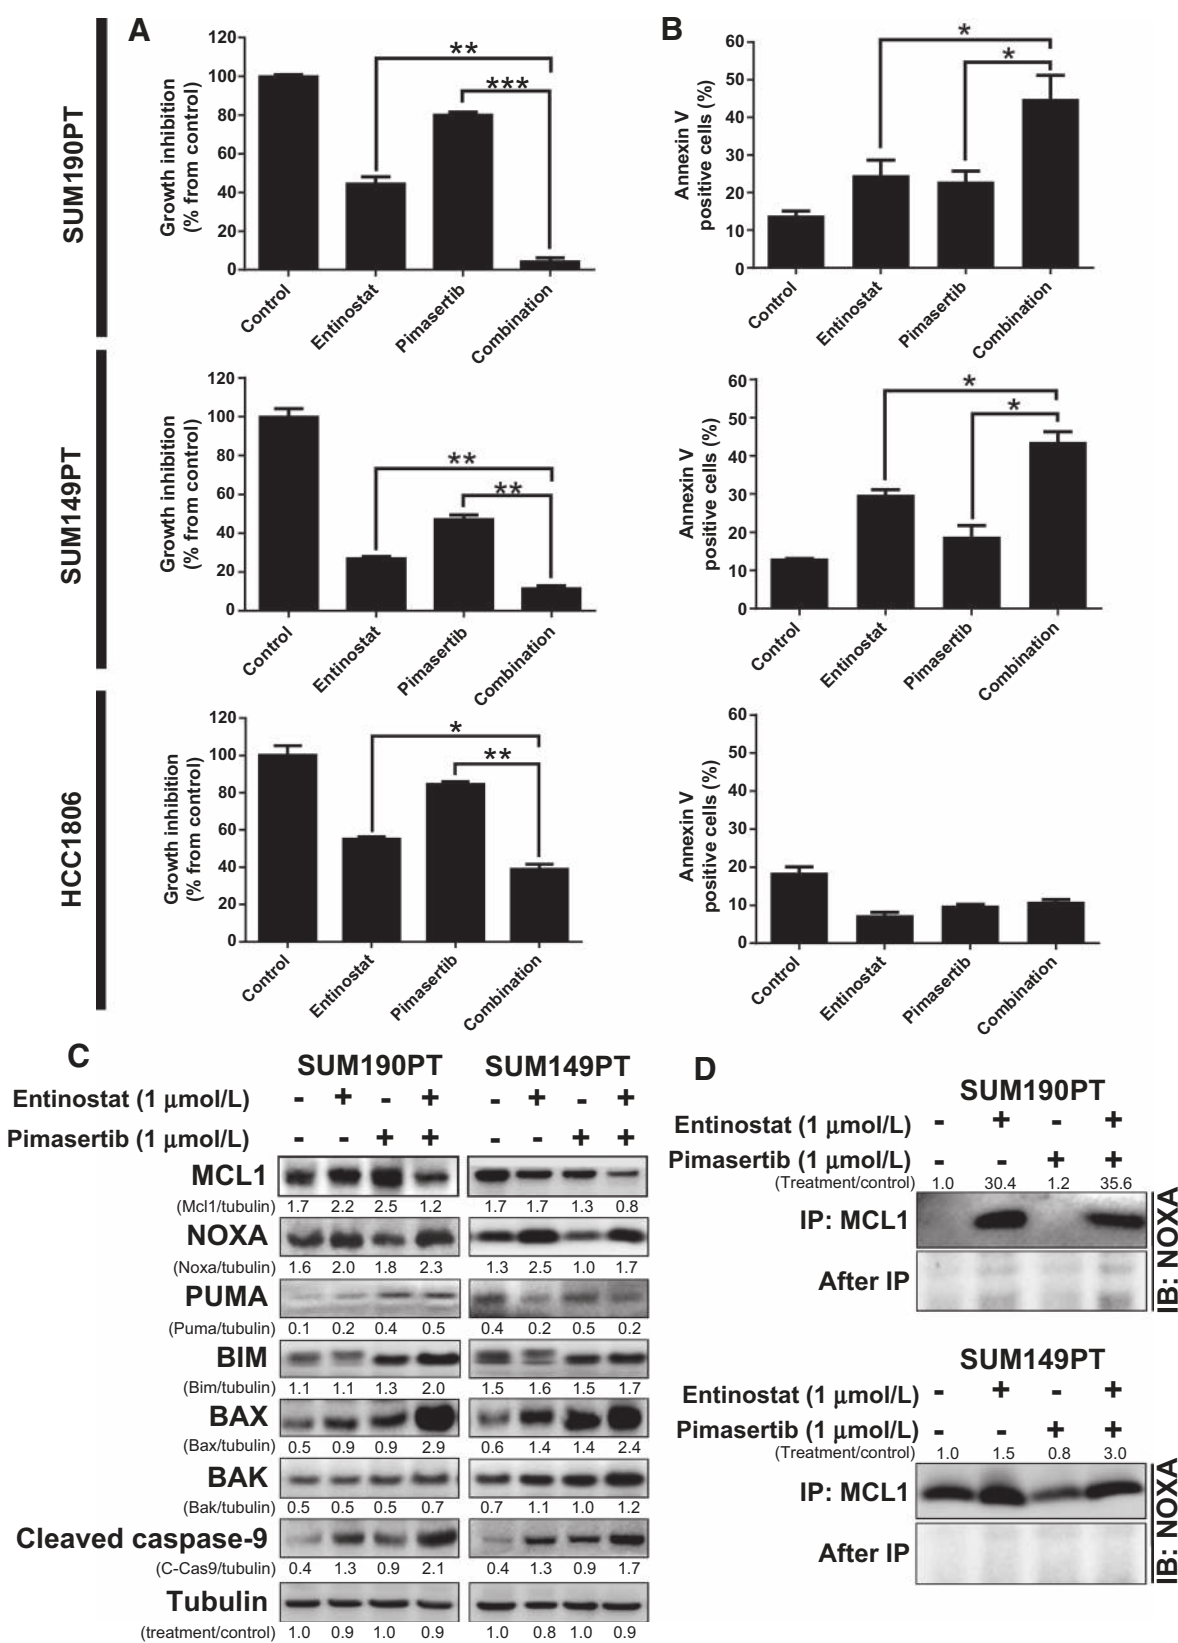 A
B
SUM190PT
Growth inhibition
(% from control)
120
100
80
60
40
20
0
**
***
Control
Entinostat
Pimasertib
Combination
Annexin V
positive cells (%)
60
50
40
30
20
10
0
*
*
Control
Entinostat
Pimasertib
Combination
SUM149PT
Growth inhibition
(% from control)
120
100
80
60
40
20
0
**
**
Control
Entinostat
Pimasertib
Combination
Annexin V
positive cells (%)
60
50
40
30
20
10
0
*
*
Control
Entinostat
Pimasertib
Combination
HCC1806
Growth inhibition
(% from control)
120
100
80
60
40
20
0
*
**
Control
Entinostat
Pimasertib
Combination
Annexin V
positive cells (%)
60
50
40
30
20
10
0
Control
Entinostat
Pimasertib
Combination
C
SUM190PT SUM149PT
Entinostat (1 μmol/L) - + - + - + - +
Pimasertib (1 μmol/L) - - + + - - + +
MCL1
(Mcl1/tubulin) 1.7 2.2 2.5 1.2 1.7 1.7 1.3 0.8
NOXA
(Noxa/tubulin) 1.6 2.0 1.8 2.3 1.3 2.5 1.0 1.7
PUMA
(Puma/tubulin) 0.1 0.2 0.4 0.5 0.4 0.2 0.5 0.2
BIM
(Bim/tubulin) 1.1 1.1 1.3 2.0 1.5 1.6 1.5 1.7
BAX
(Bax/tubulin) 0.5 0.9 0.9 2.9 0.6 1.4 1.4 2.4
BAK
(Bak/tubulin) 0.5 0.5 0.5 0.7 0.7 1.1 1.0 1.2
Cleaved caspase-9
(C-Cas9/tubulin) 0.4 1.3 0.9 2.1 0.4 1.3 0.9 1.7
Tubulin
(treatment/control) 1.0 0.9 1.0 0.9 1.0 0.8 1.0 0.9
D
SUM190PT
Entinostat (1 μmol/L) - + - +
Pimasertib (1 μmol/L) - - + +
(Treatment/control) 1.0 30.4 1.2 35.6
IP: MCL1
After IP
IB: NOXA
SUM149PT
Entinostat (1 μmol/L) - + - +
Pimasertib (1 μmol/L) - - + +
(Treatment/control) 1.0 1.5 0.8 3.0
IP: MCL1
After IP
IB: NOXA